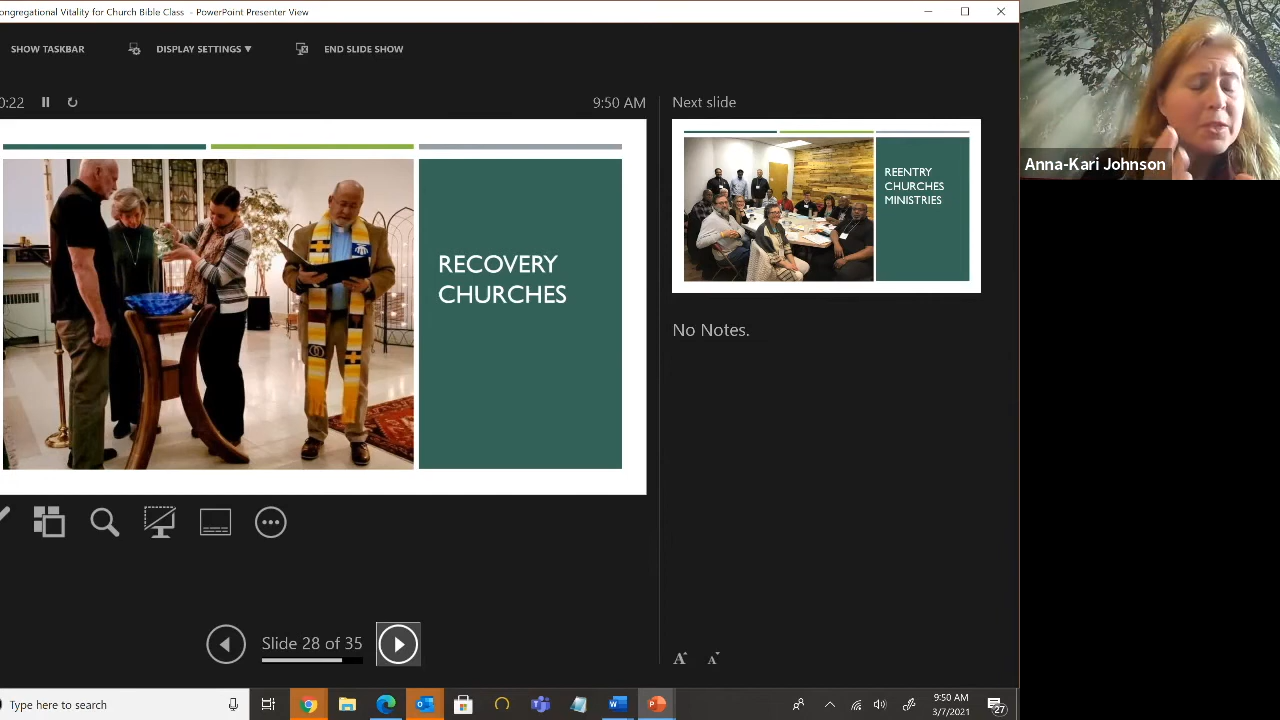 ongregational Vitality for Church Bible Class - PowerPoint Presenter View
SHOW TASKBAR
DISPLAY SETTINGS
END SLIDE SHOW
0:22
9:50 AM
Next slide
RECOVERY
CHURCHES
REENTRY
CHURCHES
MINISTRIES
No Notes.
Anna-Kari Johnson
Slide 28 of 35
A
A
Type here to search
9:50 AM
3/7/2021
27